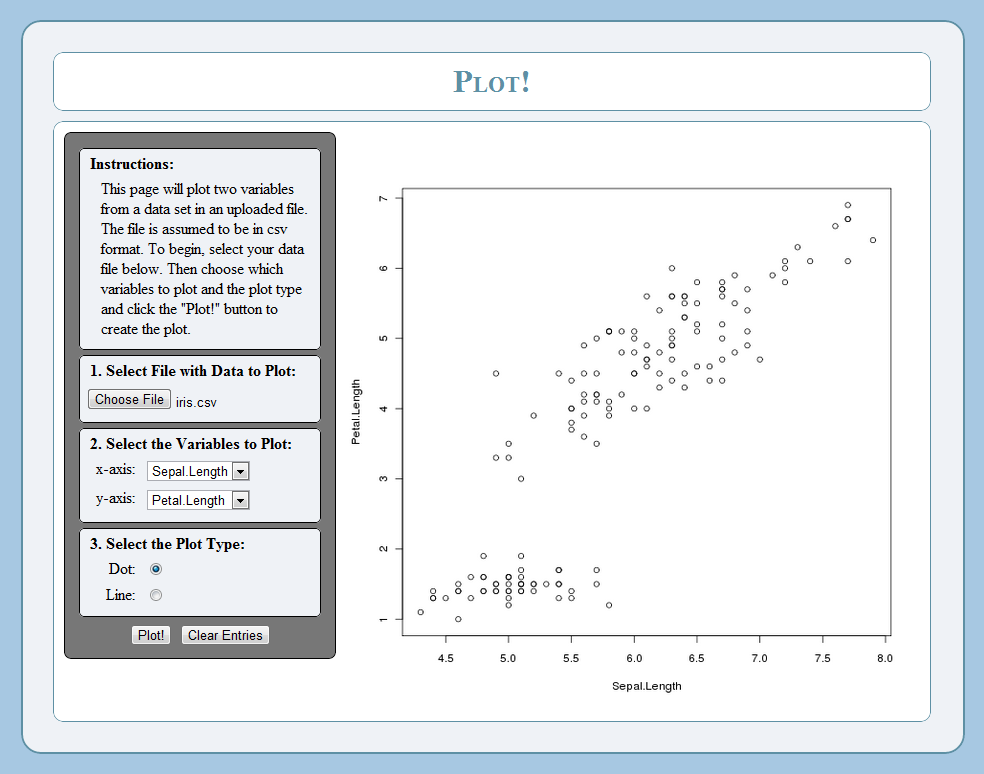 Plot!
Instructions:
This page will plot two variables
from a data set in an uploaded file.
The file is assumed to be in csv
format. To begin, select your data
file below. Then choose which
variables to plot and the plot type
and click the "Plot!" button to
create the plot.
1. Select File with Data to Plot:
Choose File iris.csv
2. Select the Variables to Plot:
x-axis: Sepal.Length
y-axis: Petal.Length
3. Select the Plot Type:
Dot:
Line:
Plot! Clear Entries
Petal.Length
7
6
5
4
3
2
1
4.5 5.0 5.5 6.0 6.5 7.0 7.5 8.0
Sepal.Length